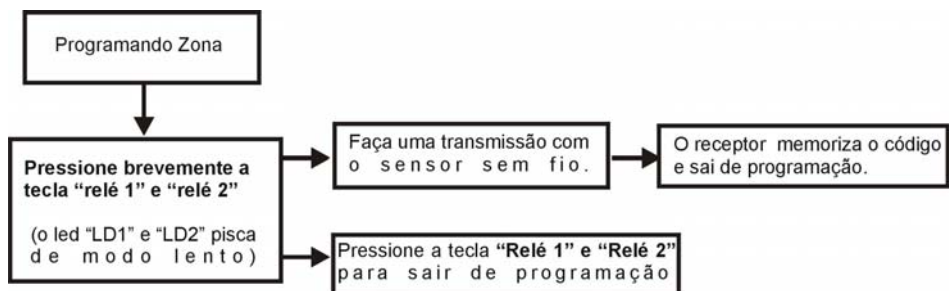 Programando Zona
Pressione brevemente a
tecla “relé 1” e “relé 2”
(o led “LD1” e “LD2” pisca
de modo lento)
Faça uma transmissão com
o sensor sem fio.
O receptor memoriza o código
e sai de programação.
Pressione a tecla “Relé 1” e “Relé 2”
para sair de programação